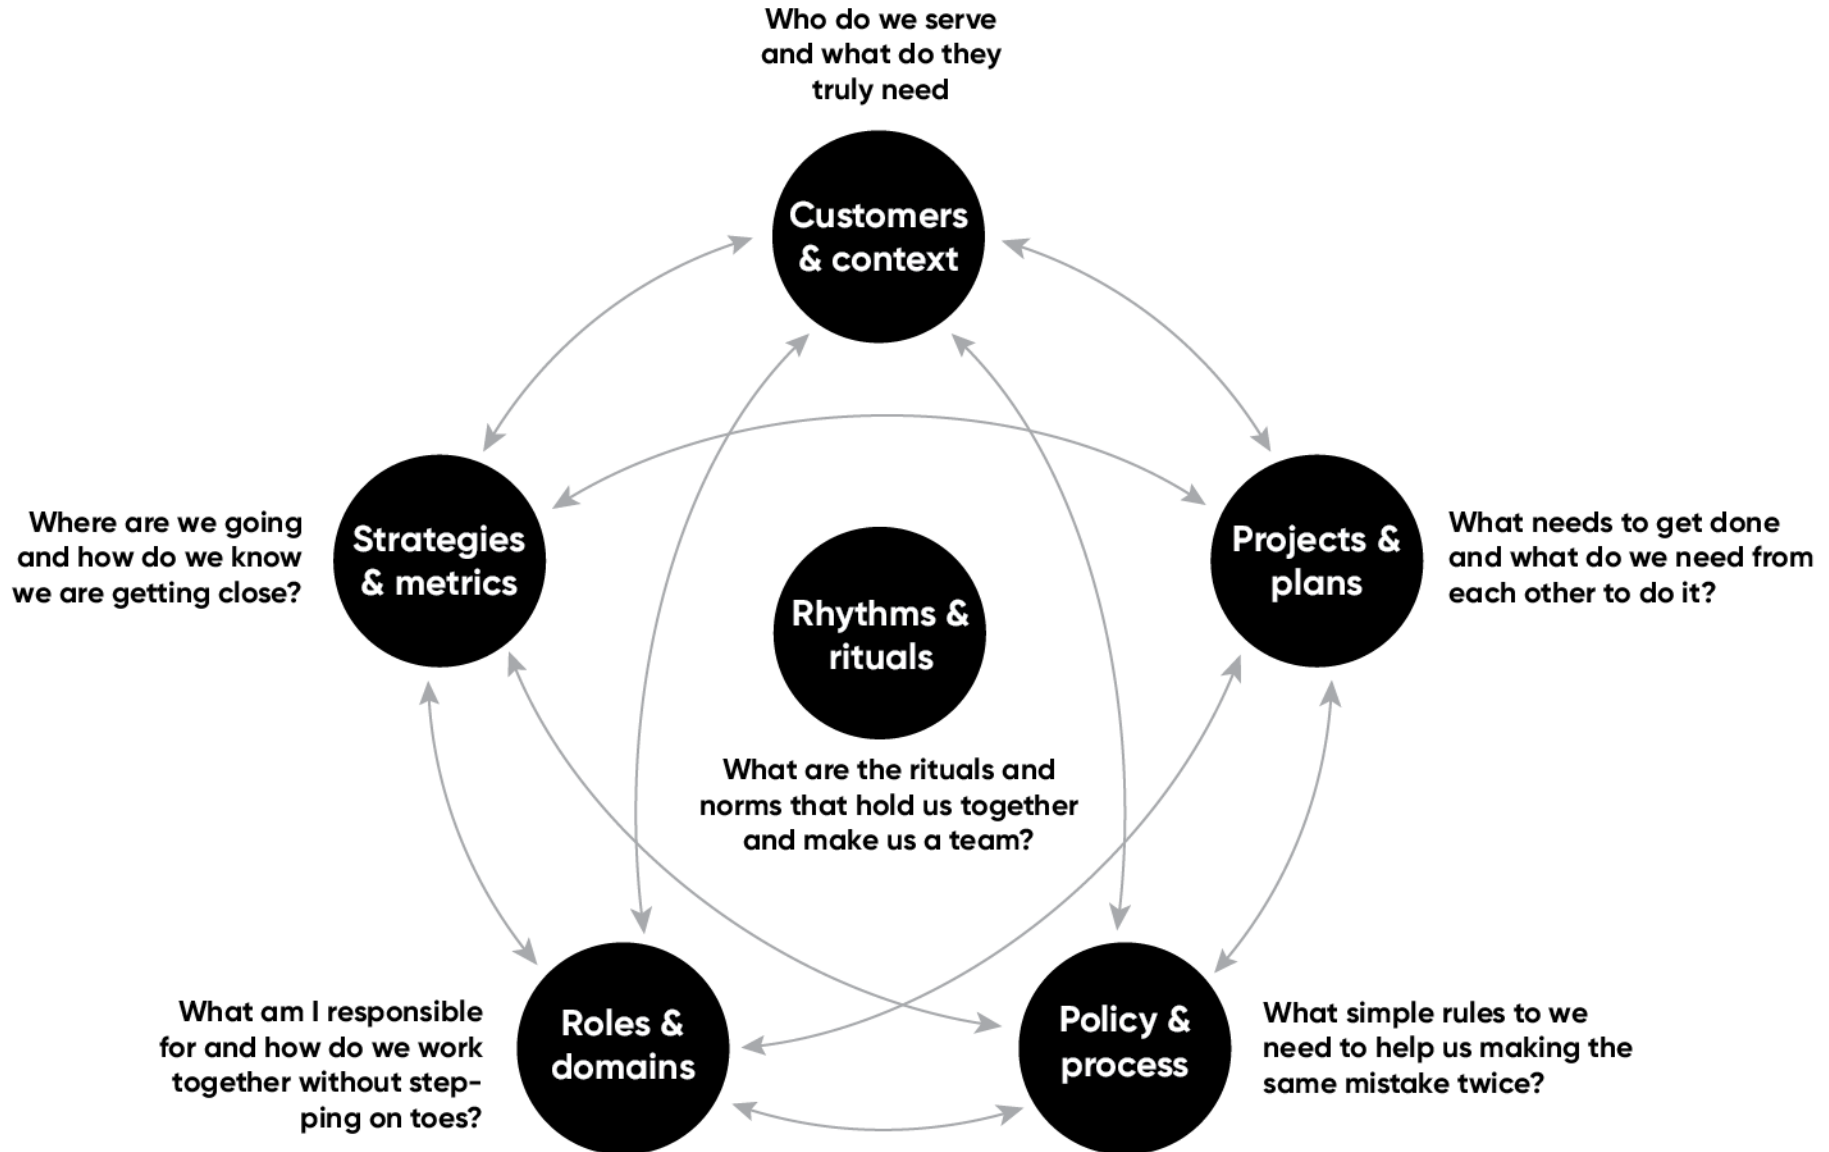 Who do we serve
and what do they
truly need
Customers
& context
Where are we going
and how do we know
we are getting close?
Strategies
& metrics
Projects &
plans
What needs to get done
and what do we need from
each other to do it?
Rhythms &
rituals
What are the rituals and
norms that hold us together
and make us a team?
What am I responsible
for and how do we work
together without step-
ping on toes?
Roles &
domains
Policy &
process
What simple rules to we
need to help us making the
same mistake twice?